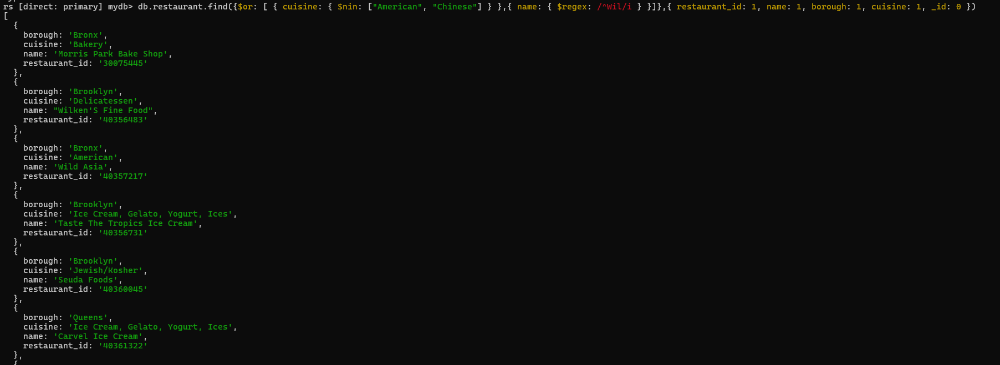 rs [direct: primary] mydb> db.restaurant.find({$or: [ { cuisine: { $nin: ["American", "Chinese"] } },{ name: { $regex: /^Wil/i } }]},{ restaurant_id: 1, name: 1, borough: 1, cuisine: 1, _id: 0 })
[
  {
    borough: 'Bronx',
    cuisine: 'Bakery',
    name: 'Morris Park Bake Shop',
    restaurant_id: '30075445'
  },
  {
    borough: 'Brooklyn',
    cuisine: 'Delicatessen',
    name: "Wilken'S Fine Food",
    restaurant_id: '40356483'
  },
  {
    borough: 'Bronx',
    cuisine: 'American',
    name: 'Wild Asia',
    restaurant_id: '40357217'
  },
  {
    borough: 'Brooklyn',
    cuisine: 'Ice Cream, Gelato, Yogurt, Ices',
    name: 'Taste The Tropics Ice Cream',
    restaurant_id: '40356731'
  },
  {
    borough: 'Brooklyn',
    cuisine: 'Jewish/Kosher',
    name: 'Seuda Foods',
    restaurant_id: '40360045'
  },
  {
    borough: 'Queens',
    cuisine: 'Ice Cream, Gelato, Yogurt, Ices',
    name: 'Carvel Ice Cream',
    restaurant_id: '40361322'
  },
  {